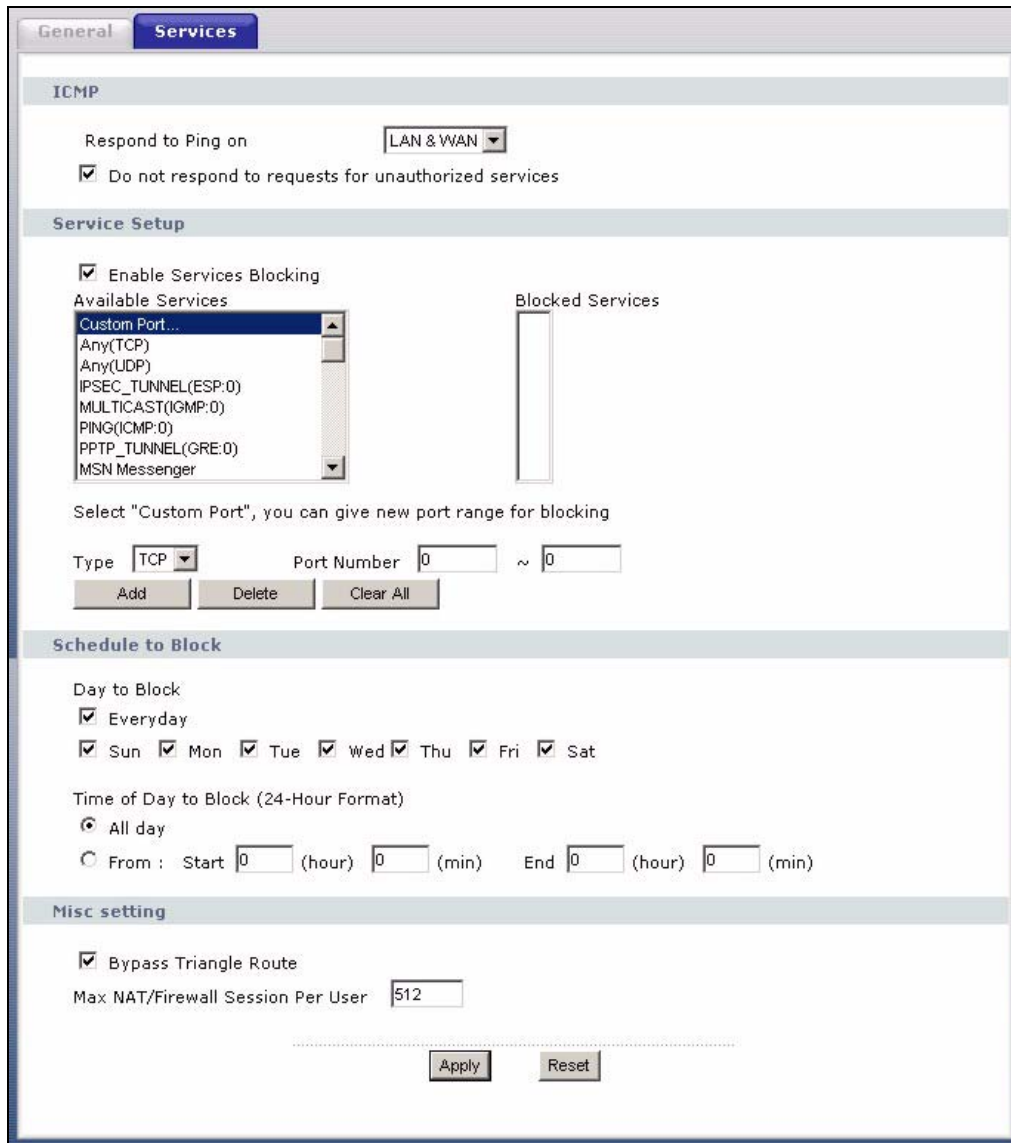 General Services
ICMP
Respond to Ping on LAN & WAN
Do not respond to requests for unauthorized services
Service Setup
Enable Services Blocking
Available Services Blocked Services
Custom Port...
Any(TCP)
Any(UDP)
IPSEC_TUNNEL(ESP:0)
MULTICAST(IGMP:0)
PING(ICMP:0)
PPTP_TUNNEL(GRE:0)
MSN Messenger
Select "Custom Port", you can give new port range for blocking
Type TCP Port Number 0 ~ 0
Add Delete Clear All
Schedule to Block
Day to Block
Everyday
Sun Mon Tue Wed Thu Fri Sat
Time of Day to Block (24-Hour Format)
All day
From : Start 0 (hour) 0 (min) End 0 (hour) 0 (min)
Misc setting
Bypass Triangle Route
Max NAT/Firewall Session Per User 512
Apply Reset